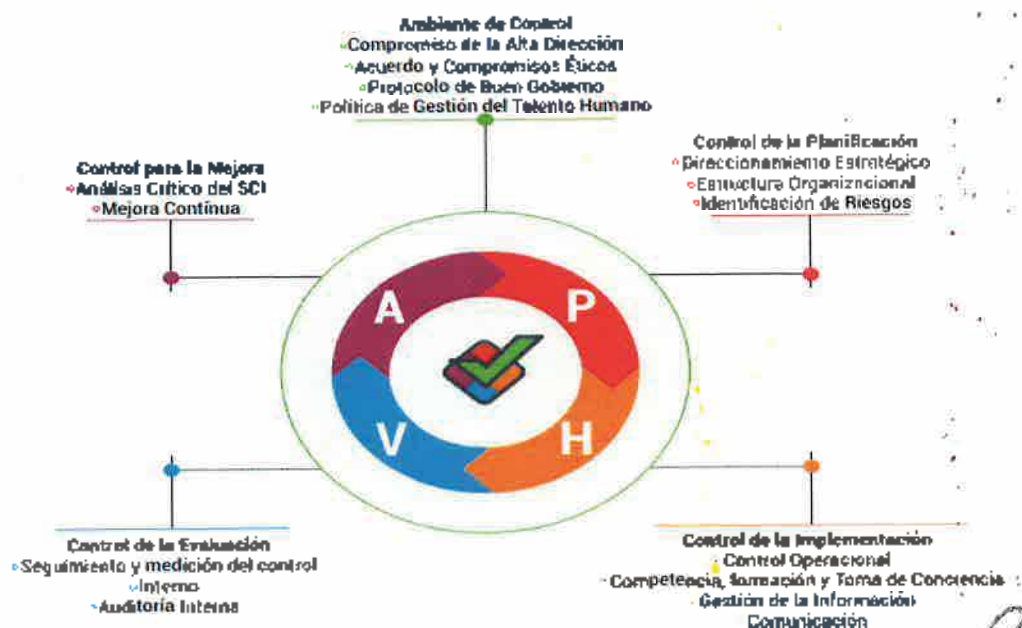 Ambiente de Control
Compromiso de la Alta Dirección
Acuerdo y Compromisos Éticos
Protocolo de Buen Gobierno
Política de Gestión del Talento Humano
Control para la Mejora
Análisis Crítico del SCI
Mejora Continua
Control de la Planificación
Direccionamiento Estratégico
Estructura Organizacional
Identificación de Riesgos
A
P
V
H
Control de la Evaluación
Seguimiento y medición del control
Interno
Auditoría Interna
Control de la Implementación
Control Operacional
Competencia, formación y Toma de Conciencia
Gestión de la Información
Comunicación